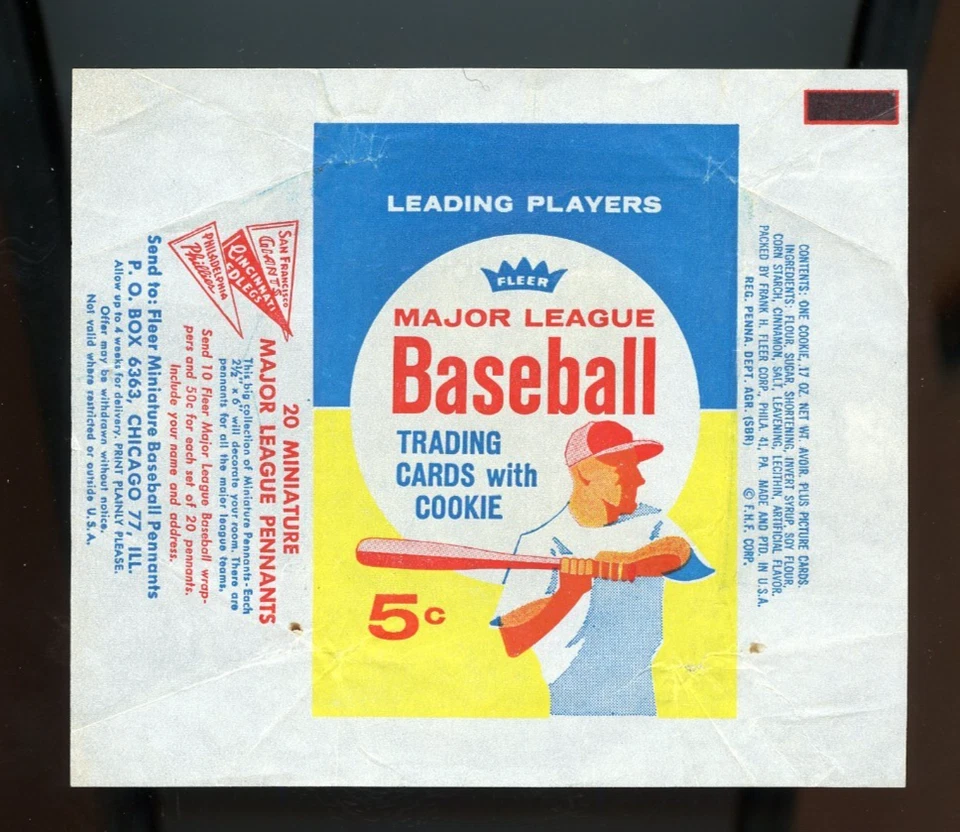 LEADING PLAYERS
FLEER
MAJOR LEAGUE
Baseball
TRADING
CARDS with
COOKIE
5c
SAN FRANCISCO
GIANTS
CINCINNATI
REDLEGS
PHILADELPHIA
Phillies
20 MINIATURE
MAJOR LEAGUE PENNANTS
This big collection of Miniature Pennants-Each
2½" x 6" will decorate your room. There are
pennants for all the major league teams.
Send 10 Fleer Major League Baseball wrap-
pers and 50c for each set of 20 pennants.
Include your name and address.
Send to: Fleer Miniature Baseball Pennants
P. O. BOX 6363, CHICAGO 77, ILL.
Allow up to 4 weeks for delivery. PRINT PLAINLY PLEASE.
Offer may be withdrawn without notice.
Not valid where restricted or outside U.S.A.
CONTENTS: ONE COOKIE, .17 OZ. NET WT. AVOIR PLUS PICTURE CARDS.
INGREDIENTS: FLOUR, SUGAR, SHORTENING, INVERT SYRUP, SOY FLOUR,
CORN STARCH, CINNAMON, SALT, LEAVENING, LECITHIN, ARTIFICIAL FLAVOR.
PACKED BY FRANK H. FLEER CORP., PHILA. 41, PA. MADE AND PTD. IN U.S.A.
REG. PENNA. DEPT. AGR. (SBR) © F.H.F. CORP.